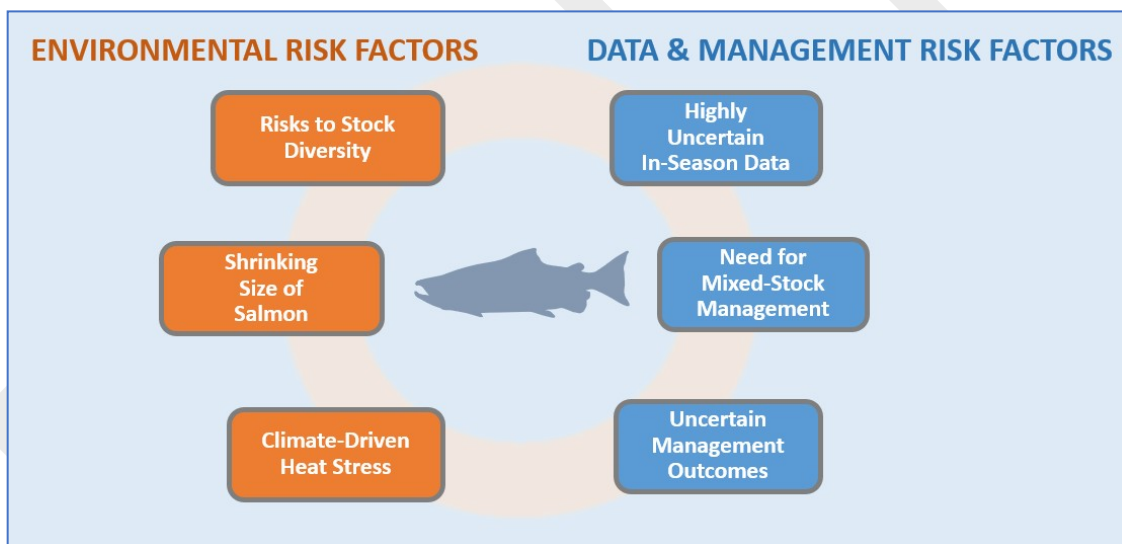 ENVIRONMENTAL RISK FACTORS
DATA & MANAGEMENT RISK FACTORS
Risks to Stock
Diversity
Highly
Uncertain
In-Season Data
Shrinking
Size of
Salmon
Need for
Mixed-Stock
Management
Climate-Driven
Heat Stress
Uncertain
Management
Outcomes